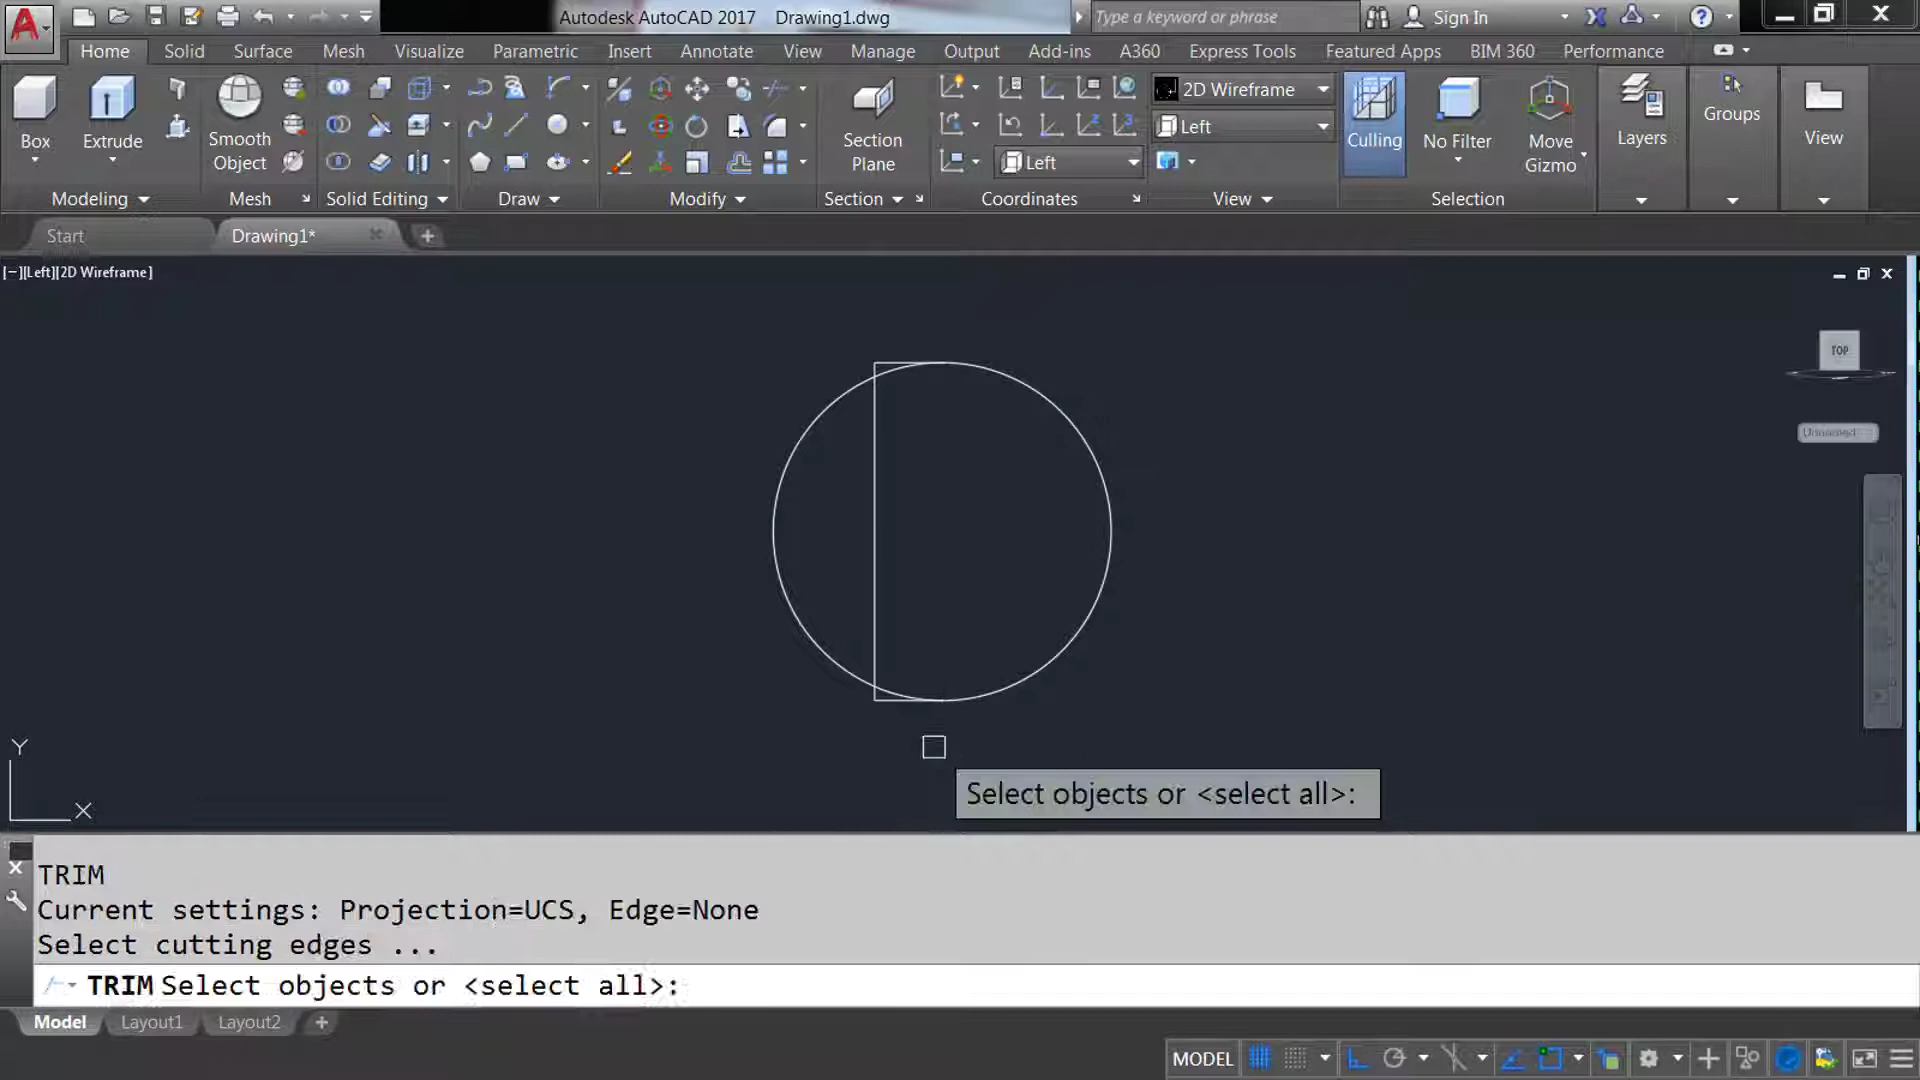 Autodesk AutoCAD 2017 Drawing1.dwg
Type a keyword or phrase
Sign In
Home Solid Surface Mesh Visualize Parametric Insert Annotate View Manage Output Add-ins A360 Express Tools Featured Apps BIM 360 Performance
Box
Extrude
Smooth Object
Section Plane
2D Wireframe
Left
Left
Culling
No Filter
Move Gizmo
Layers
Groups
View
Modeling Mesh Solid Editing Draw Modify Section Coordinates View Selection
Start Drawing1*
[−][Left][2D Wireframe]
TOP
Unnamed
Y
X
Select objects or <select all>:
TRIM
Current settings: Projection=UCS, Edge=None
Select cutting edges ...
TRIM Select objects or <select all>:
Model Layout1 Layout2
MODEL